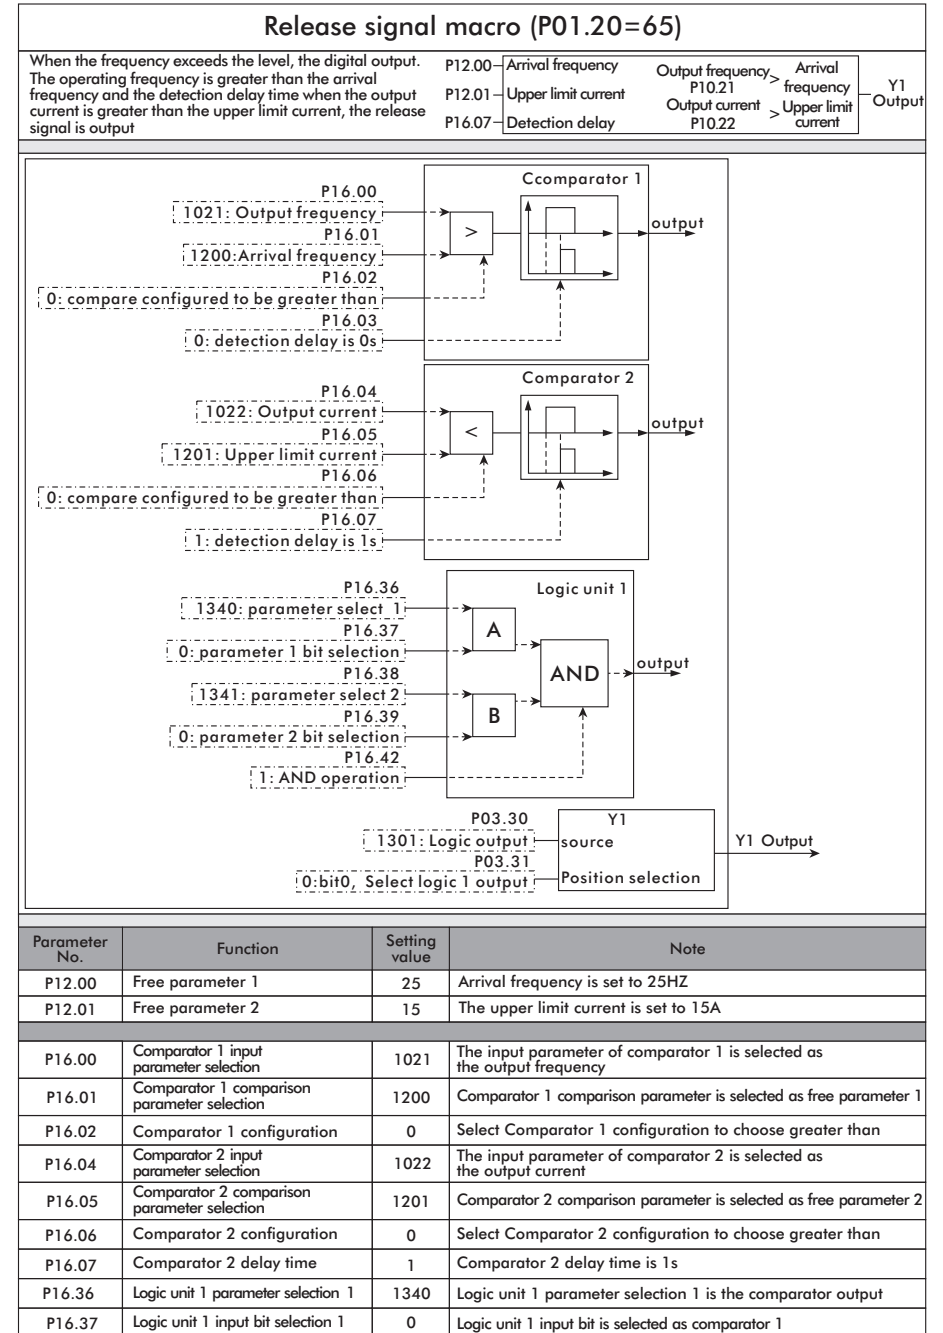 Release signal macro (P01.20=65)
When the frequency exceeds the level, the digital output.
The operating frequency is greater than the arrival
frequency and the detection delay time when the output
current is greater than the upper limit current, the release
signal is output
P12.00 Arrival frequency
P12.01 Upper limit current
P16.07 Detection delay
Output frequency > Arrival
P10.21 frequency
Output current > Upper limit
P10.22 current
Y1
Output
Ccomparator 1
P16.00
1021: Output frequency
P16.01
1200:Arrival frequency
P16.02
0: compare configured to be greater than
P16.03
0: detection delay is 0s
>
output
Comparator 2
P16.04
1022: Output current
P16.05
1201: Upper limit current
P16.06
0: compare configured to be greater than
P16.07
1: detection delay is 1s
<
output
Logic unit 1
P16.36
1340: parameter select 1
P16.37
0: parameter 1 bit selection
P16.38
1341: parameter select 2
P16.39
0: parameter 2 bit selection
P16.42
1: AND operation
A
B
AND
output
P03.30
1301: Logic output
P03.31
0:bit0, Select logic 1 output
Y1
source
Position selection
Y1 Output
Parameter No. Function Setting value Note
P12.00 Free parameter 1 25 Arrival frequency is set to 25HZ
P12.01 Free parameter 2 15 The upper limit current is set to 15A
P16.00 Comparator 1 input parameter selection 1021 The input parameter of comparator 1 is selected as the output frequency
P16.01 Comparator 1 comparison parameter selection 1200 Comparator 1 comparison parameter is selected as free parameter 1
P16.02 Comparator 1 configuration 0 Select Comparator 1 configuration to choose greater than
P16.04 Comparator 2 input parameter selection 1022 The input parameter of comparator 2 is selected as the output current
P16.05 Comparator 2 comparison parameter selection 1201 Comparator 2 comparison parameter is selected as free parameter 2
P16.06 Comparator 2 configuration 0 Select Comparator 2 configuration to choose greater than
P16.07 Comparator 2 delay time 1 Comparator 2 delay time is 1s
P16.36 Logic unit 1 parameter selection 1 1340 Logic unit 1 parameter selection 1 is the comparator output
P16.37 Logic unit 1 input bit selection 1 0 Logic unit 1 input bit is selected as comparator 1